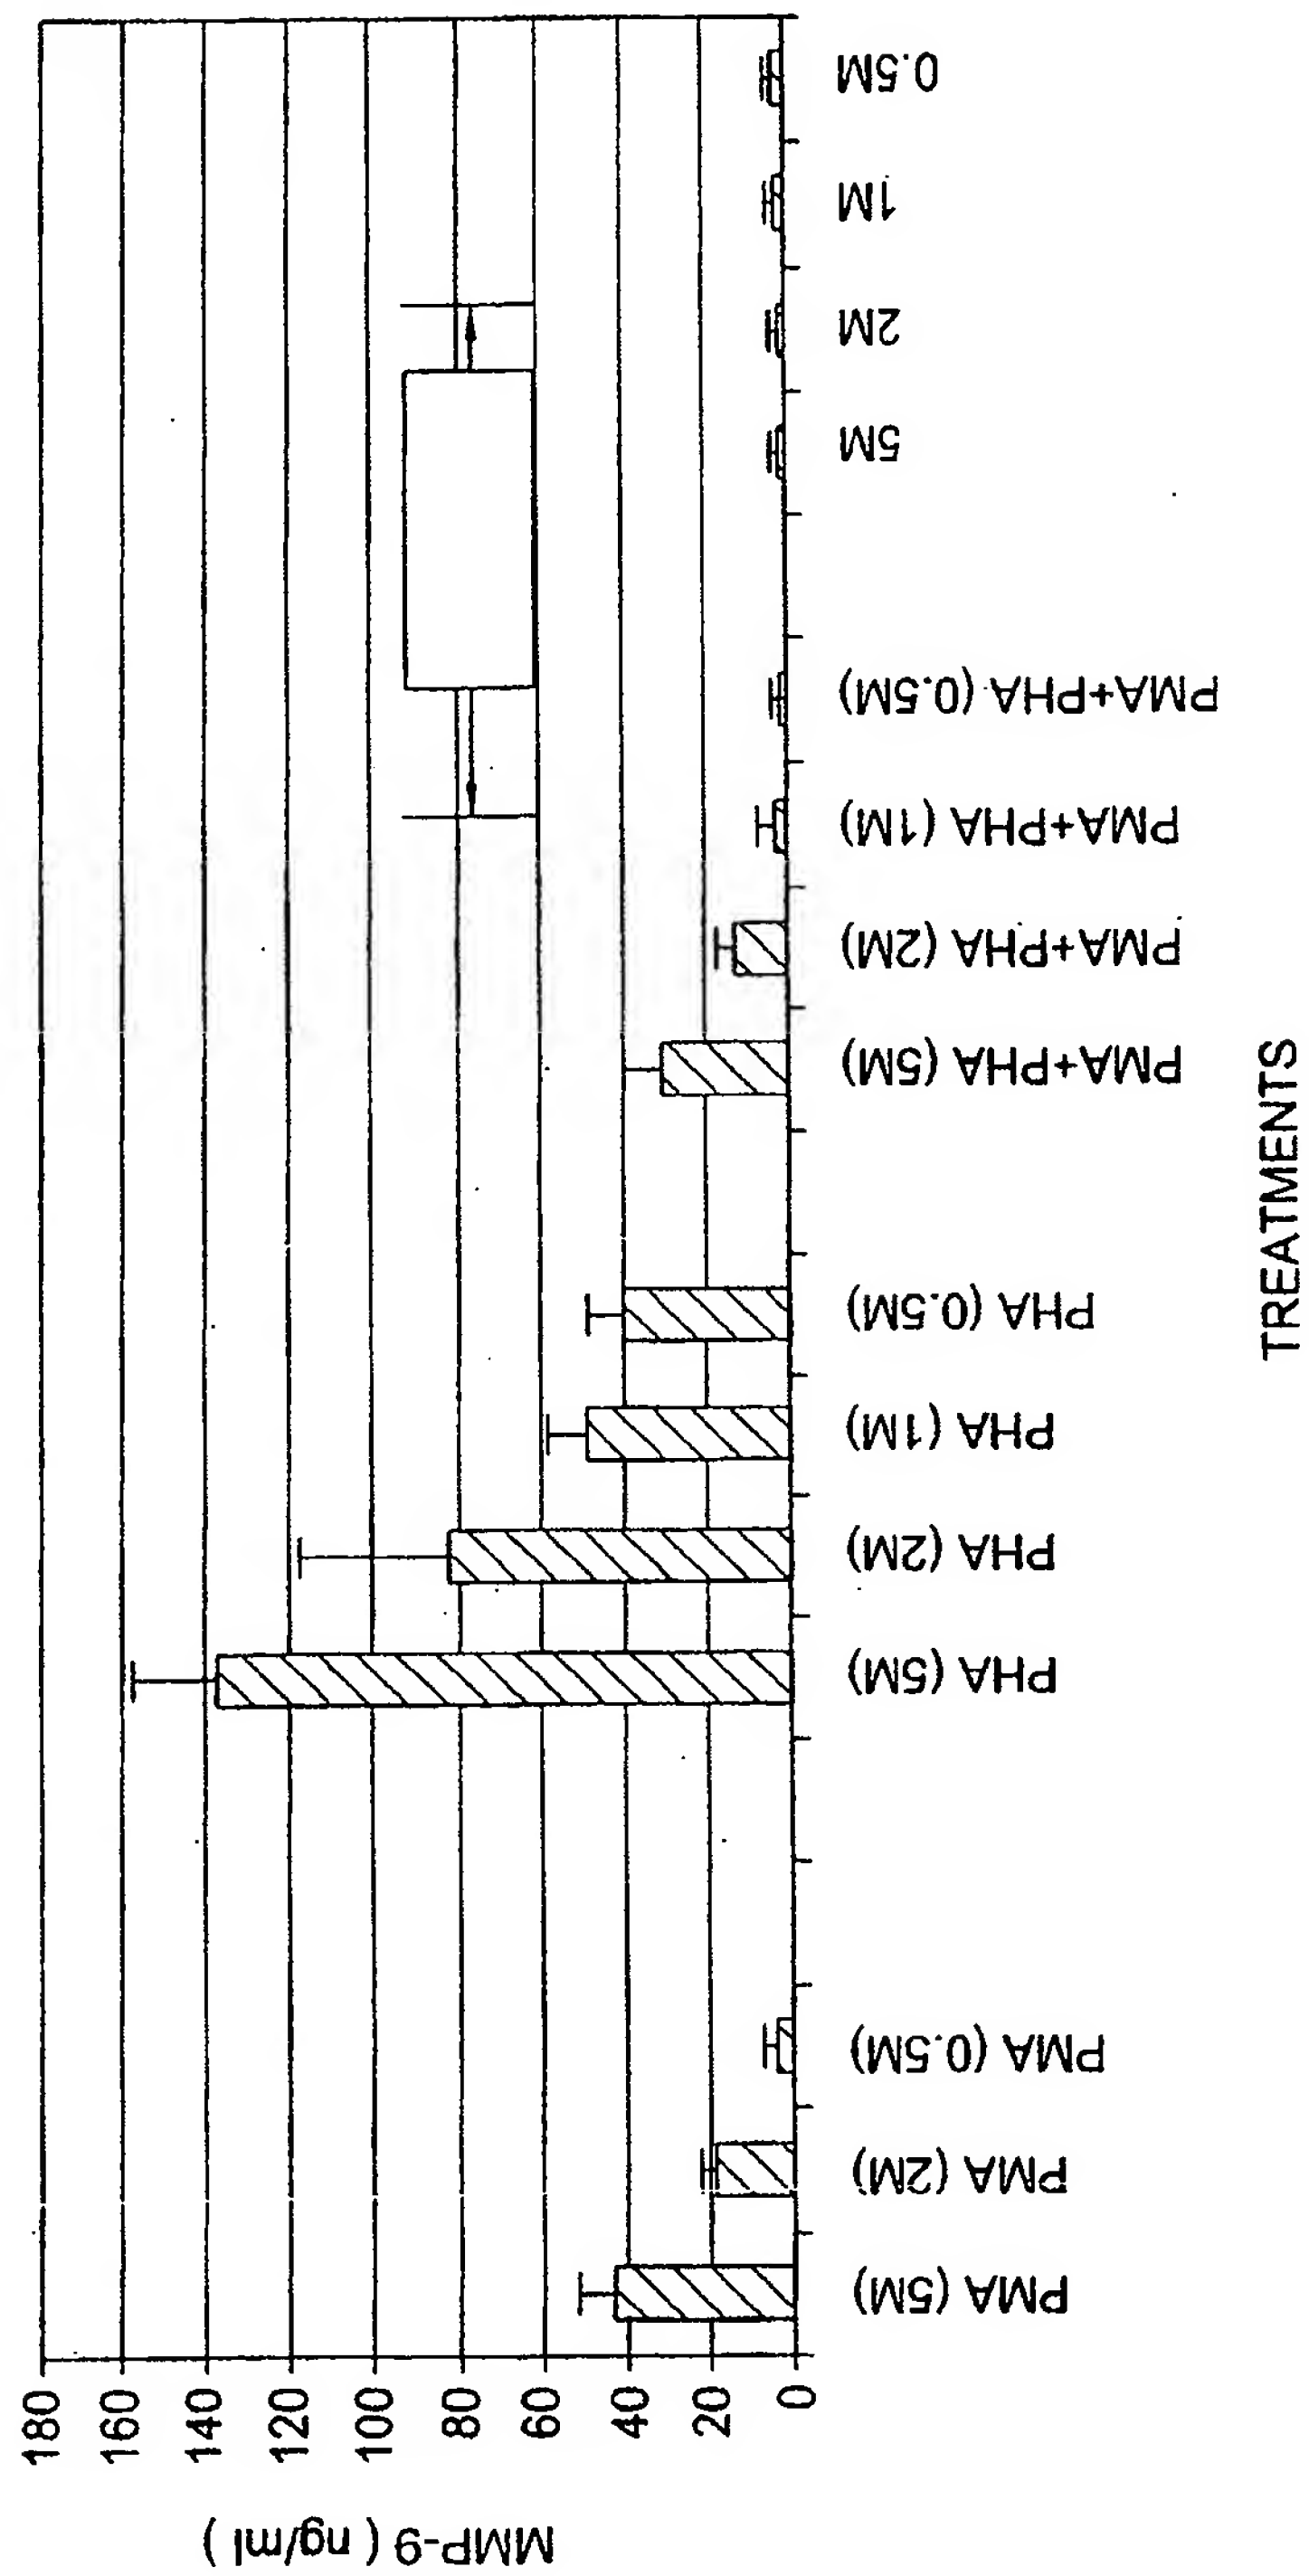 MMP-9 ( ng/ml )
180
160
140
120
100
80
60
40
20
0
PMA (5M)
PMA (2M)
PMA (0.5M)
PHA (5M)
PHA (2M)
PHA (1M)
PHA (0.5M)
PMA+PHA (5M)
PMA+PHA (2M)
PMA+PHA (1M)
PMA+PHA (0.5M)
5M
2M
1M
0.5M
TREATMENTS